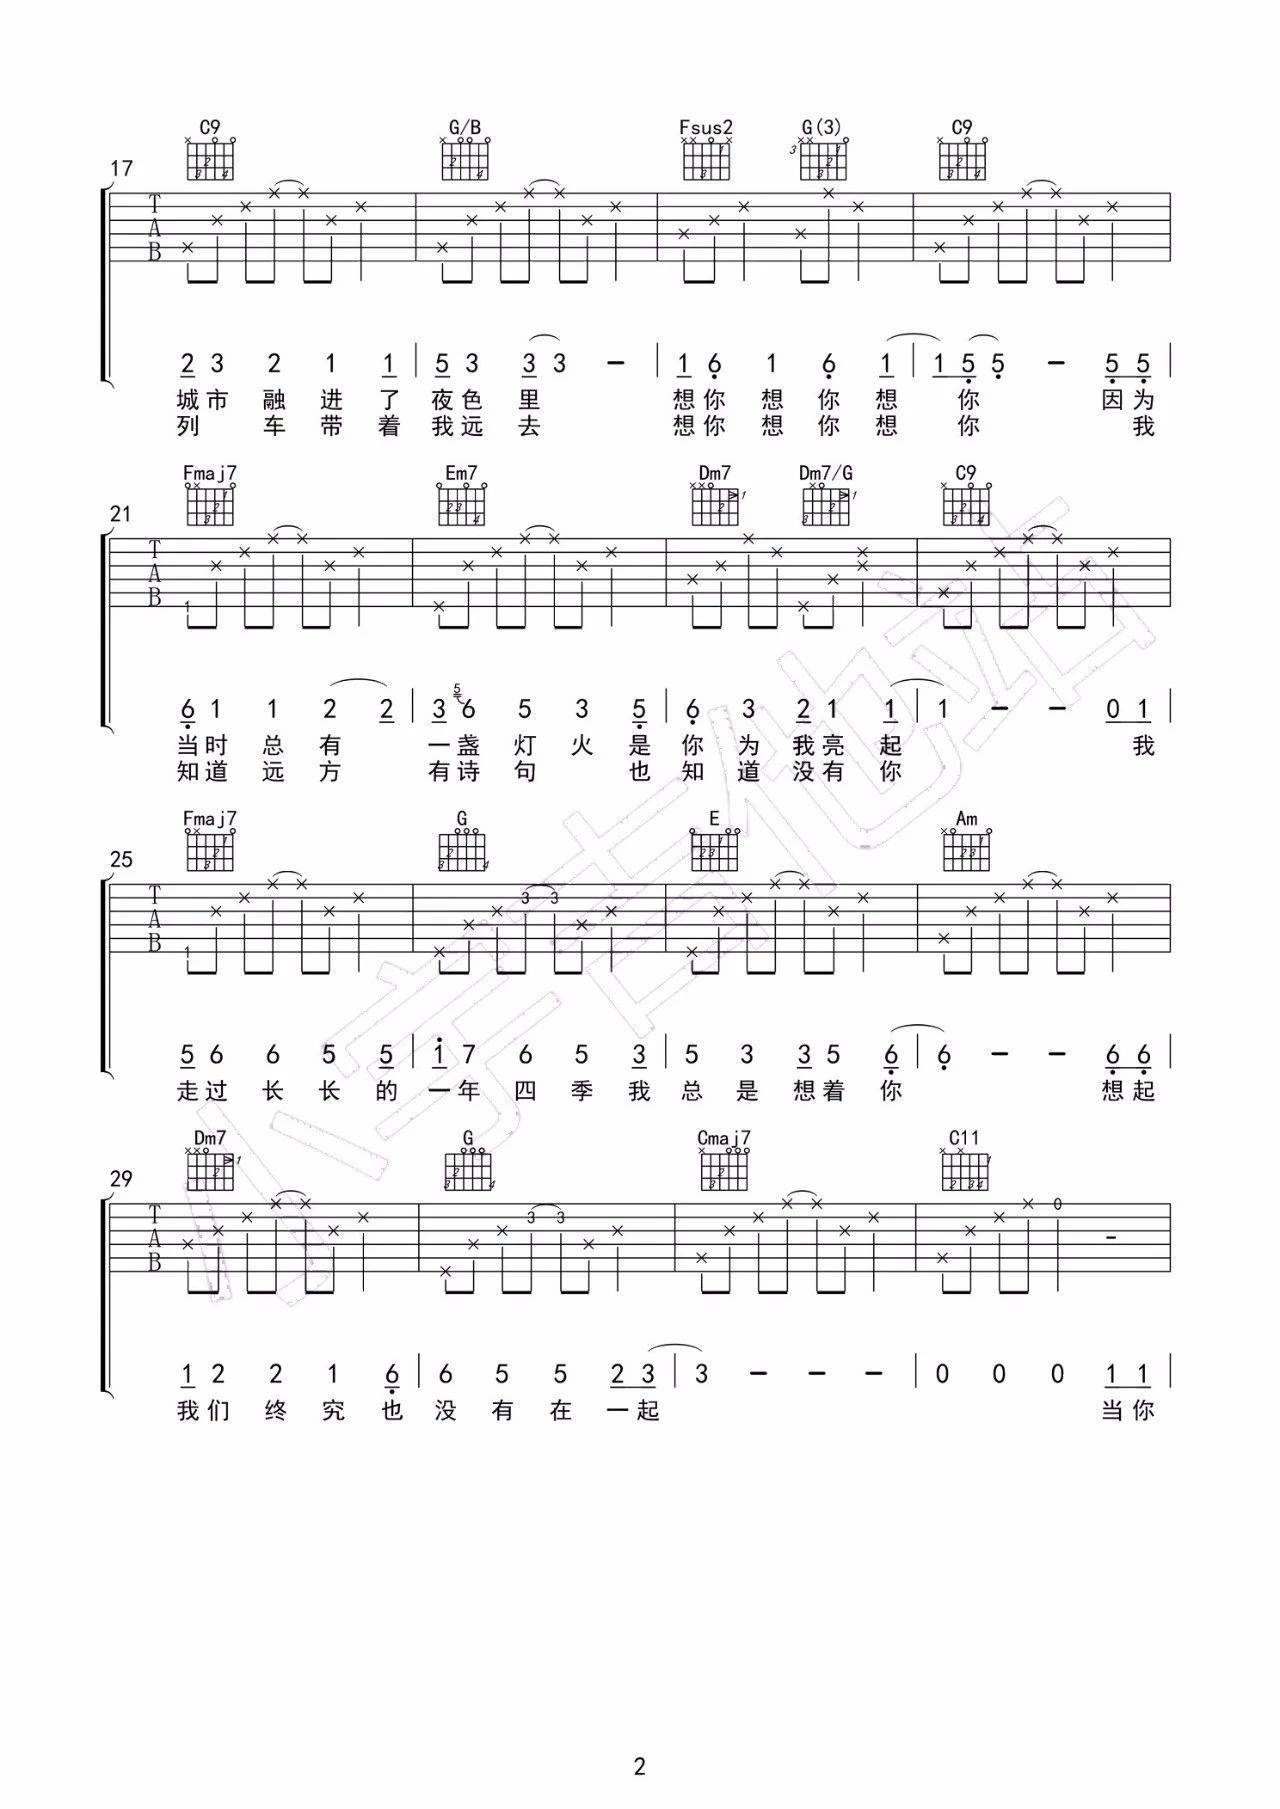 C9 G/B Fsus2 G(3) C9
17
2 3 2 1 1 | 5 3 3 3 - | 1 6 1 6 1 | 1 5 5 - 5 5 |
城市 融 进 了 夜色 里 想你 想 你 想 你 因为
列 车 带 着 我远 去 想你 想 你 想 你 我
Fmaj7 Em7 Dm7 Dm7/G C9
21
6 1 1 2 2 | 3 5 6 5 3 5 | 6 3 2 1 1 | 1 - - 0 1 |
当时 总 有 一盏 灯 火 是 你 为 我亮 起 我
知道 远 方 有诗 句 也 知 道 没有 你
Fmaj7 G E Am
25
5 6 6 5 5 | 1 7 6 5 3 | 5 3 3 5 6 | 6 - - 6 6 |
走过 长 长 的 一年 四 季 我 总 是 想着 你 想起
Dm7 G Cmaj7 C11
29
1 2 2 1 6 | 6 5 5 2 3 | 3 - - - | 0 0 0 1 1 |
我们 终 究 也 没 有 在 一起 当你
2
小宇吉他站